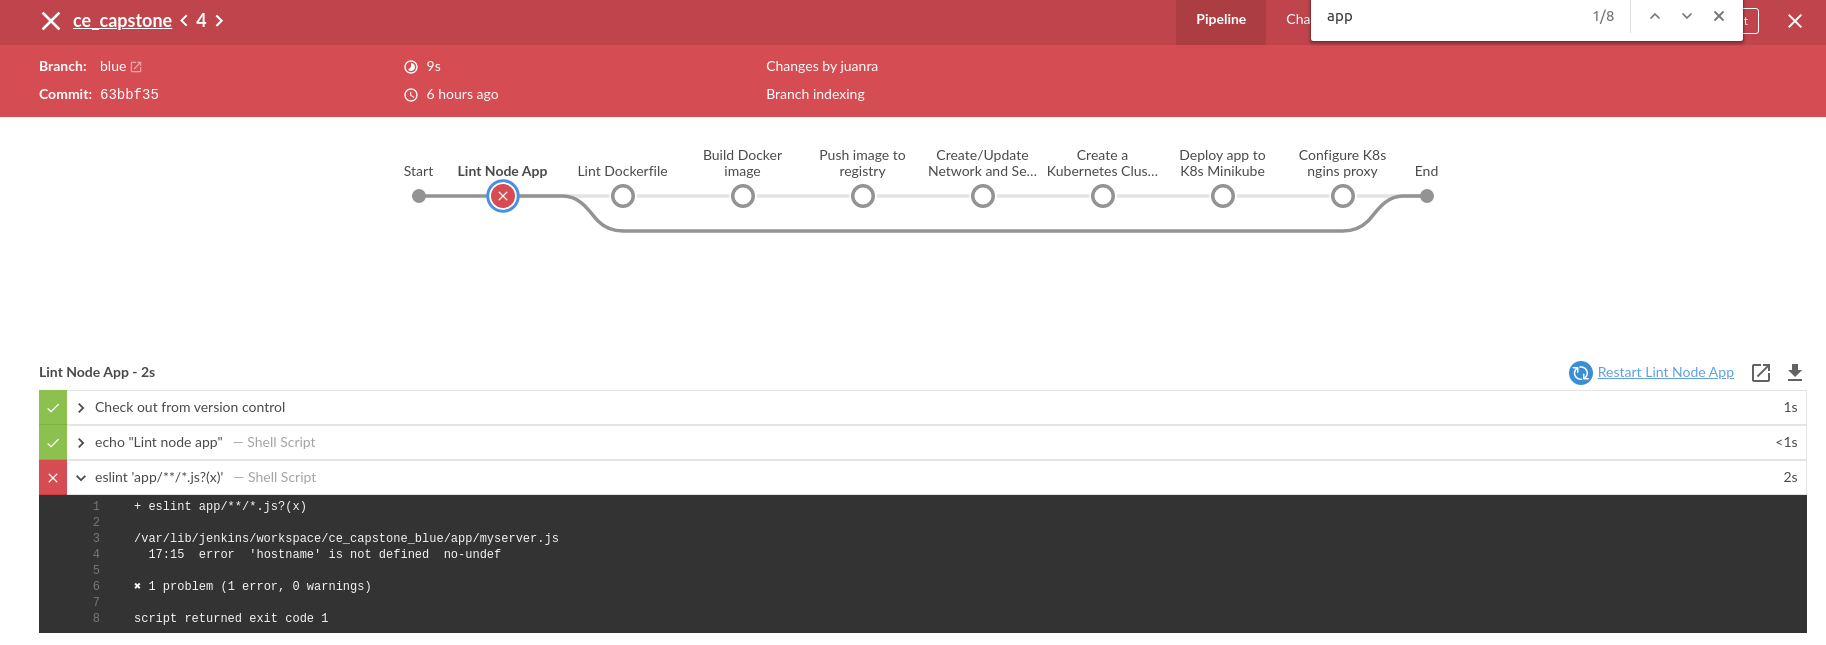 ce_capstone < 4 >
Pipeline
Cha
app
1/8
t
Branch: blue
9s
Changes by juanra
Commit: 63bbf35
6 hours ago
Branch indexing
Start
Lint Node App
Lint Dockerfile
Build Docker
image
Push image to
registry
Create/Update
Network and Se...
Create a
Kubernetes Clus...
Deploy app to
K8s Minikube
Configure K8s
ngins proxy
End
Lint Node App - 2s
Restart Lint Node App
Check out from version control
1s
echo "Lint node app" — Shell Script
<1s
eslint 'app/**/*.js?(x)' — Shell Script
2s
1 + eslint app/**/*.js?(x)
2
3 /var/lib/jenkins/workspace/ce_capstone_blue/app/myserver.js
4 17:15 error 'hostname' is not defined no-undef
5
6 ✖ 1 problem (1 error, 0 warnings)
7
8 script returned exit code 1